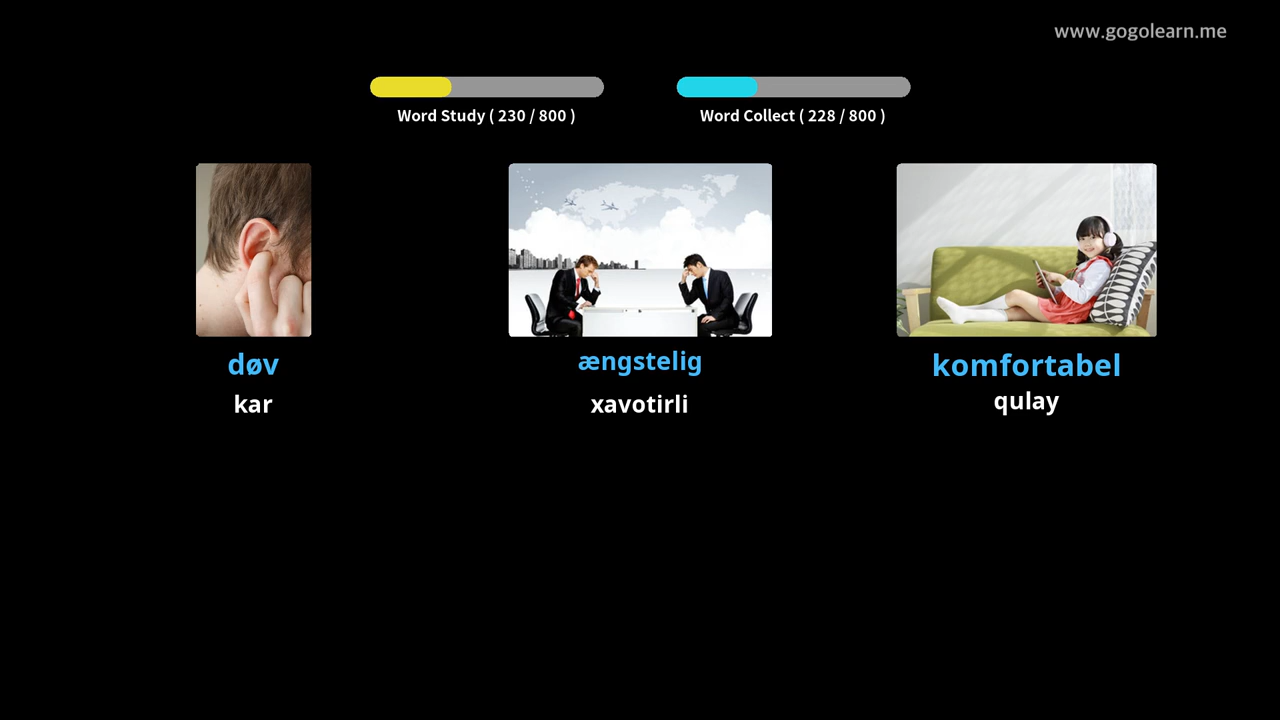 www.gogolearn.me
Word Study ( 230 / 800 )
Word Collect ( 228 / 800 )
døv
ængstelig
komfortabel
kar
xavotirli
qulay